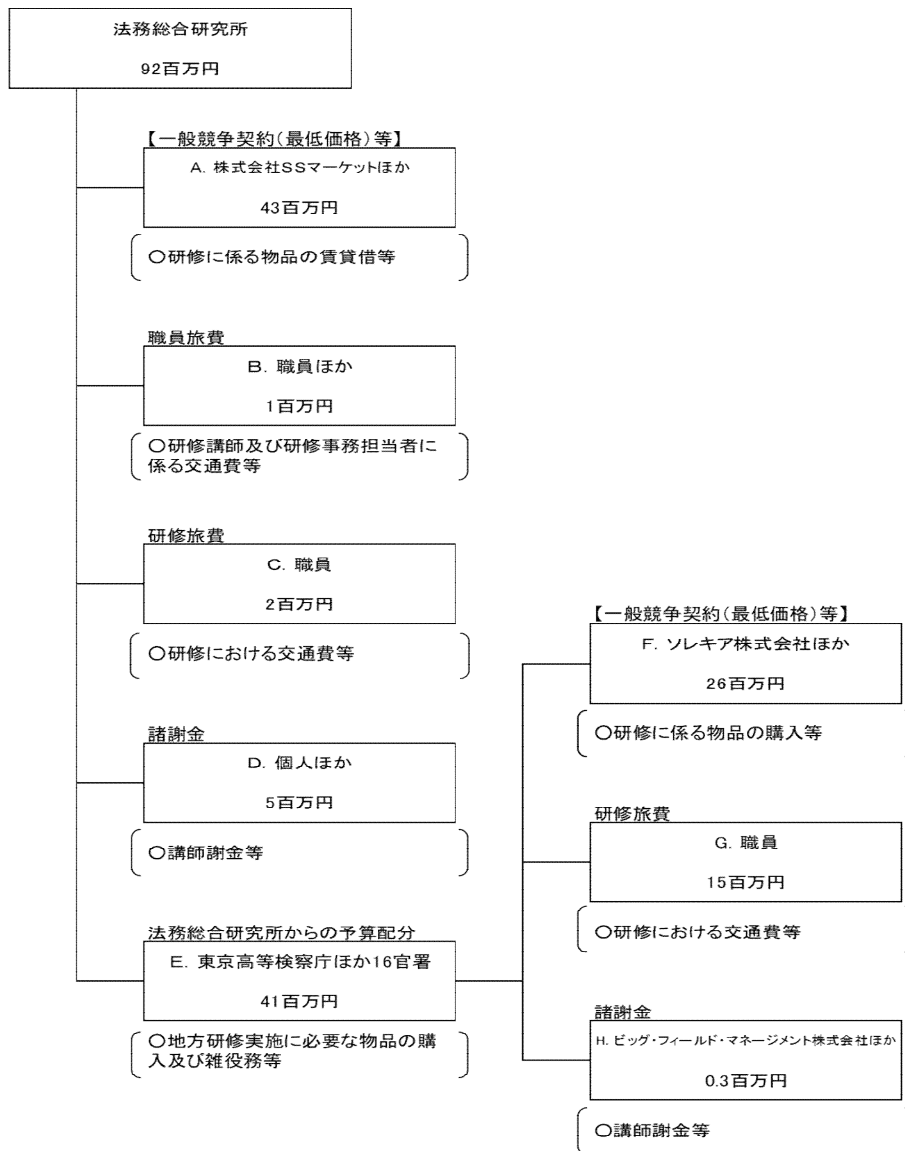 法務総合研究所
92百万円
【一般競争契約(最低価格)等】
A. 株式会社SSマーケットほか
43百万円
〇研修に係る物品の賃貸借等
職員旅費
B. 職員ほか
1百万円
〇研修講師及び研修事務担当者に
係る交通費等
研修旅費
C. 職員
2百万円
〇研修における交通費等
諸謝金
D. 個人ほか
5百万円
〇講師謝金等
法務総合研究所からの予算配分
E. 東京高等検察庁ほか16官署
41百万円
〇地方研修実施に必要な物品の購
入及び雑役務等
【一般競争契約(最低価格)等】
F. ソレキア株式会社ほか
26百万円
〇研修に係る物品の購入等
研修旅費
G. 職員
15百万円
〇研修における交通費等
諸謝金
H. ビッグ・フィールド・マネージメント株式会社ほか
0.3百万円
〇講師謝金等